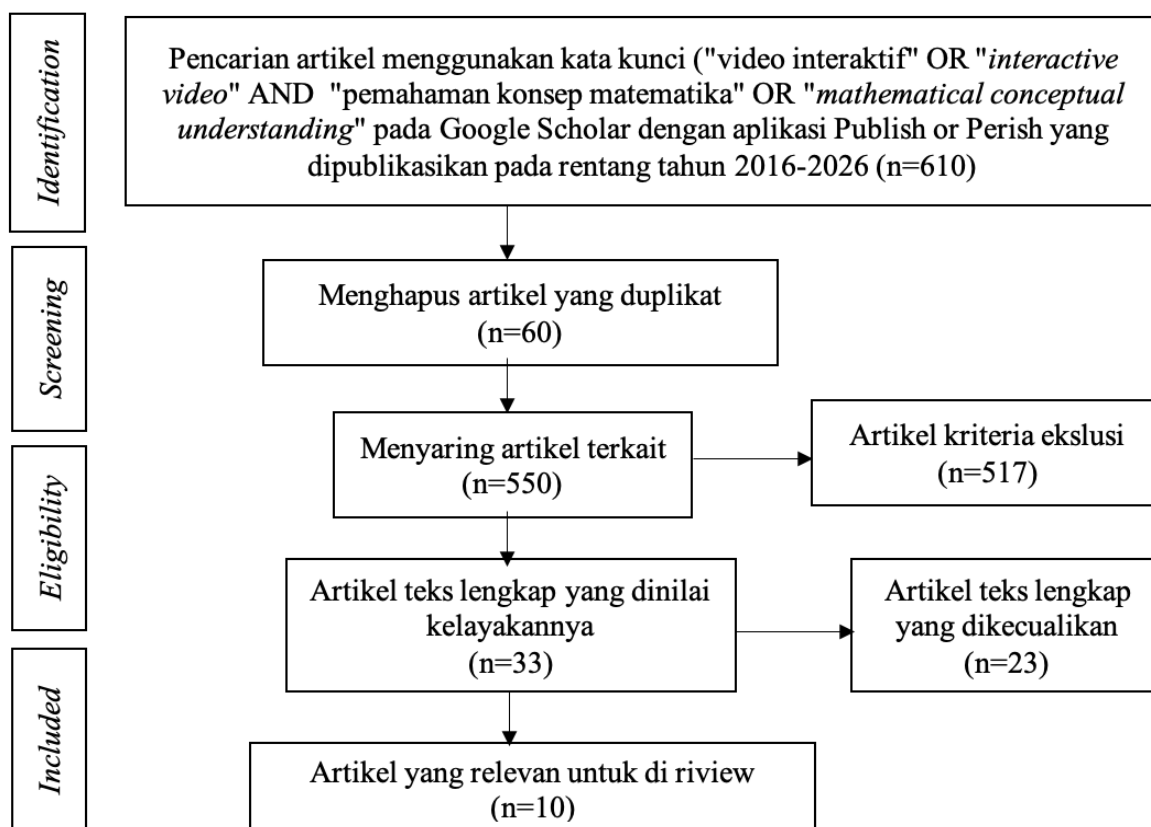 Identification
Pencarian artikel menggunakan kata kunci ("video interaktif" OR "interactive
video" AND "pemahaman konsep matematika" OR "mathematical conceptual
understanding" pada Google Scholar dengan aplikasi Publish or Perish yang
dipublikasikan pada rentang tahun 2016-2026 (n=610)
Screening
Menghapus artikel yang duplikat
(n=60)
Menyaring artikel terkait
(n=550)
Artikel kriteria ekslusi
(n=517)
Eligibility
Artikel teks lengkap yang dinilai
kelayakannya
(n=33)
Artikel teks lengkap
yang dikecualikan
(n=23)
Included
Artikel yang relevan untuk di riview
(n=10)